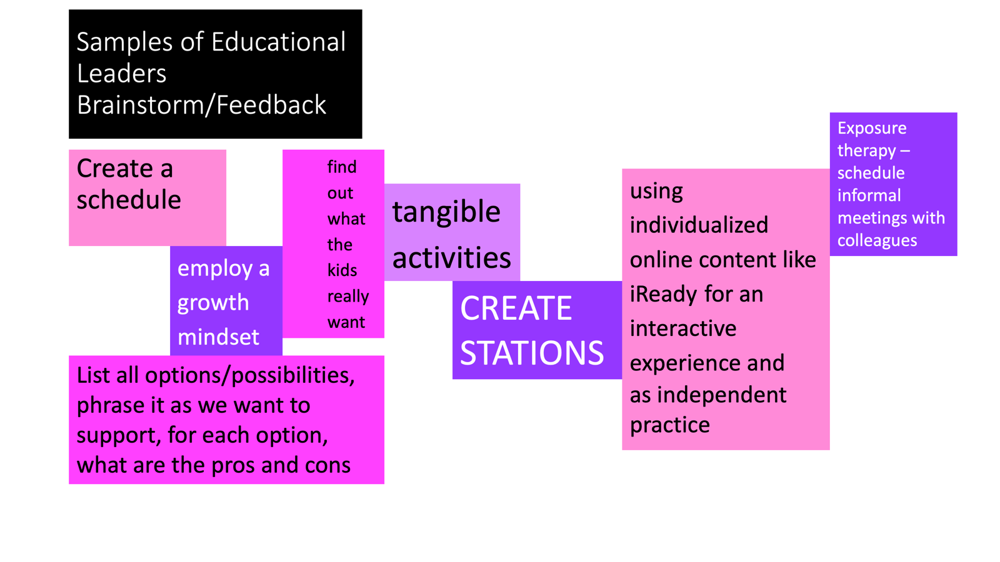 Samples of Educational
Leaders
Brainstorm/Feedback
Create a
schedule
employ a
growth
mindset
find
out
what
the
kids
really
want
List all options/possibilities,
phrase it as we want to
support, for each option,
what are the pros and cons
tangible
activities
CREATE
STATIONS
using
individualized
online content like
iReady for an
interactive
experience and
as independent
practice
Exposure
therapy –
schedule
informal
meetings with
colleagues